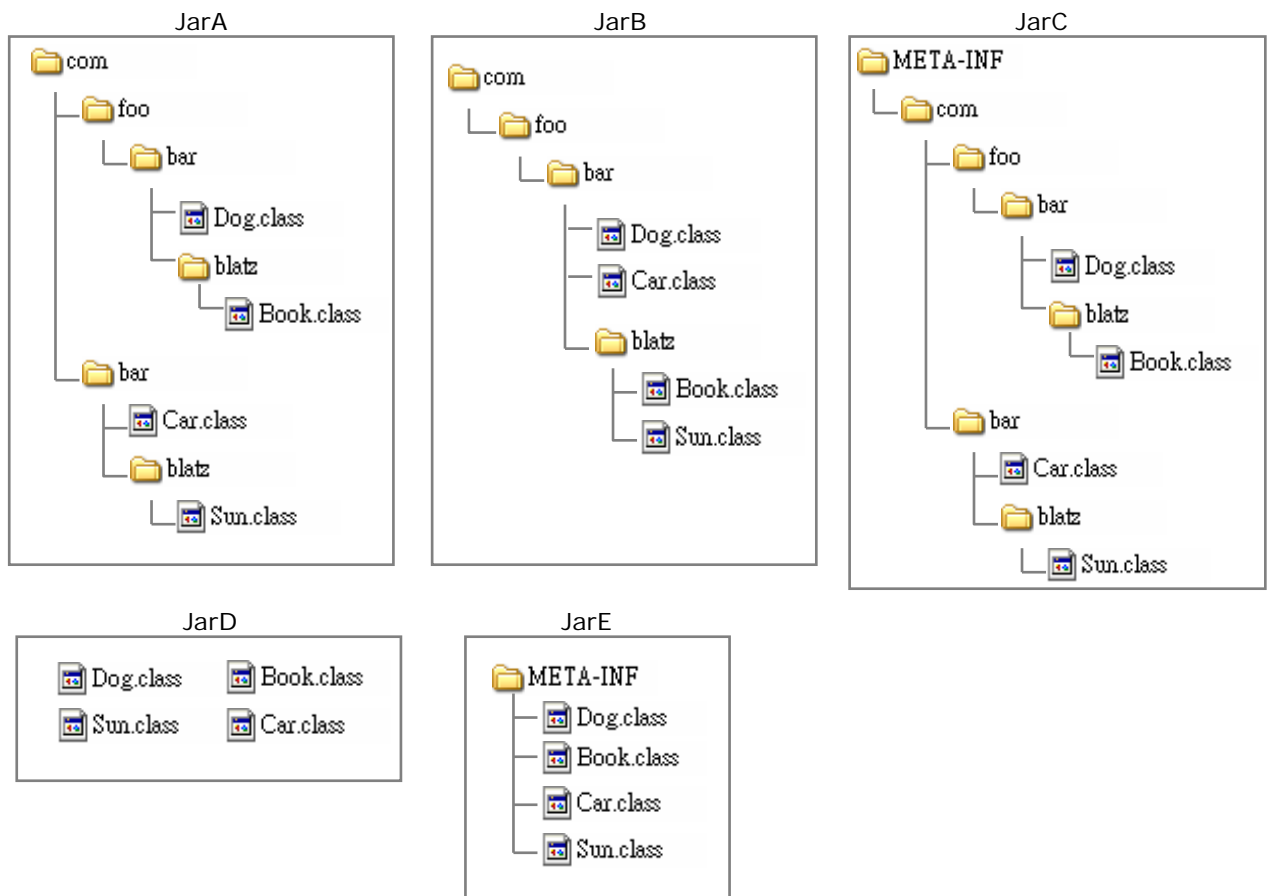 JarA
com
foo
bar
Dog.class
blatz
Book.class
bar
Car.class
blatz
Sun.class
JarB
com
foo
bar
Dog.class
Car.class
blatz
Book.class
Sun.class
JarC
META-INF
com
foo
bar
Dog.class
blatz
Book.class
bar
Car.class
blatz
Sun.class
JarD
Dog.class Book.class
Sun.class Car.class
JarE
META-INF
Dog.class
Book.class
Car.class
Sun.class